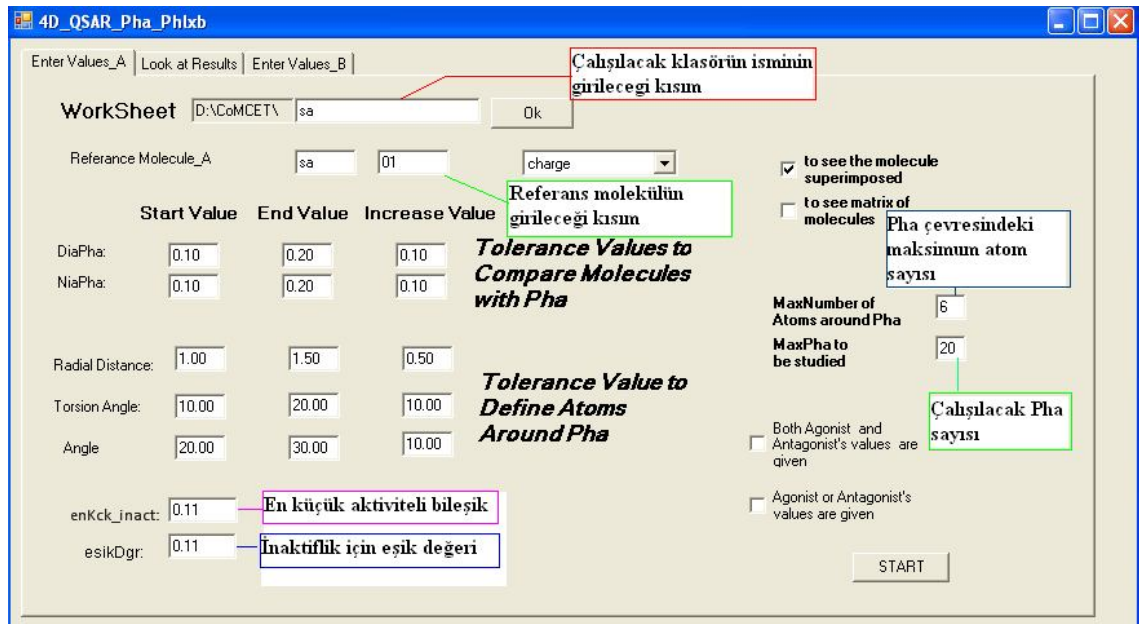 4D_QSAR_Pha_Phlxb
Enter Values_A Look at Results Enter Values_B
Çalışılacak klasörün isminin
girilecegi kısım
WorkSheet D:\CoMCET\ sa Ok
Referance Molecule_A sa 01 charge
to see the molecule
superimposed
Referans molekülün
girileceği kısım
to see matrix of
molecules
Pha çevresindeki
maksimum atom
sayısı
Start Value End Value Increase Value
DiaPha: 0.10 0.20 0.10
NiaPha: 0.10 0.20 0.10
Tolerance Values to
Compare Molecules
with Pha
MaxNumber of
Atoms around Pha
6
MaxPha to
be studied
20
Radial Distance: 1.00 1.50 0.50
Torsion Angle: 10.00 20.00 10.00
Angle 20.00 30.00 10.00
Tolerance Value to
Define Atoms
Around Pha
Çalışılacak Pha
sayısı
Both Agonist and
Antagonist's values are
given
Agonist or Antagonist's
values are given
enKck_inact: 0.11 En küçük aktiviteli bileşik
esikDgr: 0.11 İnaktiflik için eşik değeri
START